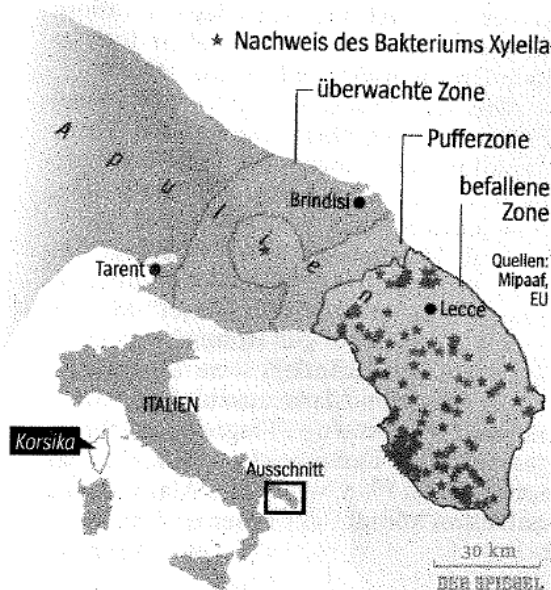 ★ Nachweis des Bakteriums Xylella
überwachte Zone
Pufferzone
befallene
Zone
Apulien
Brindisi
Quellen:
Mipaaf,
EU
Tarent
Lecce
ITALIEN
Korsika
Ausschnitt
30 km
DER SPIEGEL